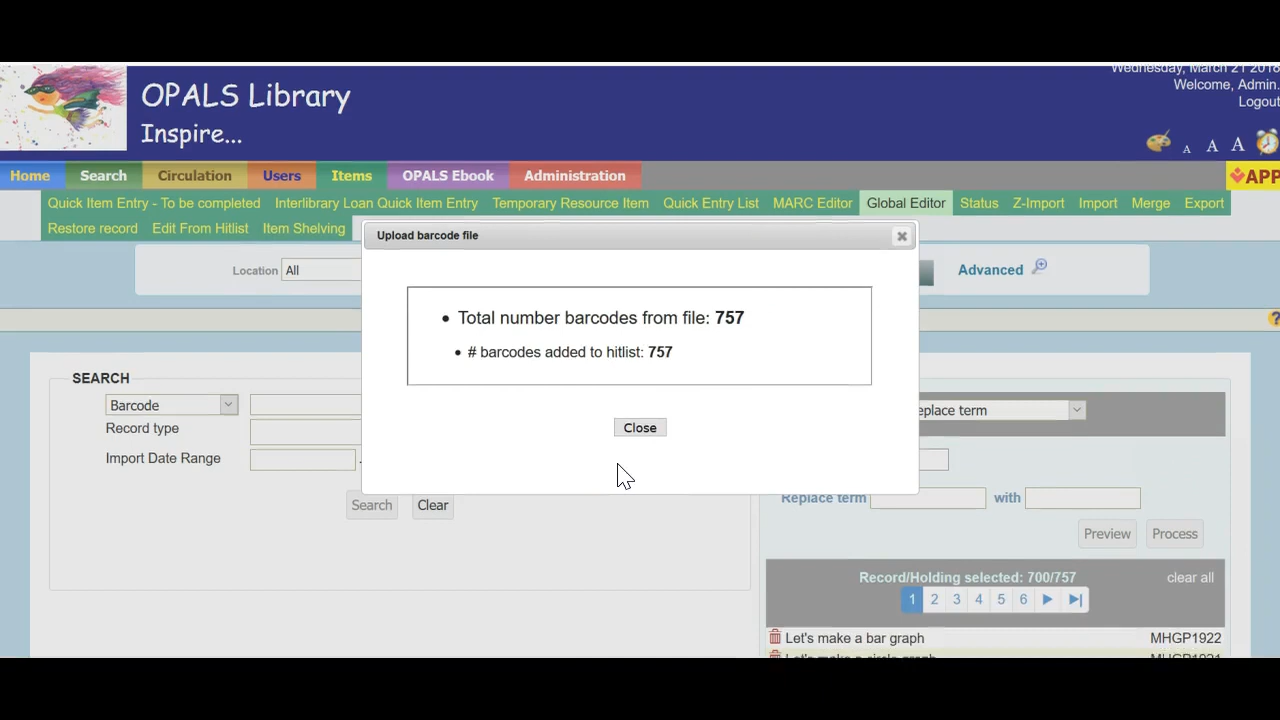 Wednesday, March 21 2018
OPALS Library
Welcome, Admin.
Logout
Inspire...
A A A
Home Search Circulation Users Items OPALS Ebook Administration
APP
Quick Item Entry - To be completed Interlibrary Loan Quick Item Entry Temporary Resource Item Quick Entry List MARC Editor Global Editor Status Z-Import Import Merge Export
Restore record Edit From Hitlist Item Shelving
Upload barcode file
Location All
Advanced
• Total number barcodes from file: 757
• # barcodes added to hitlist: 757
Close
SEARCH
Barcode
Record type
Import Date Range
Search Clear
eplace term
Replace term with
Preview Process
Record/Holding selected: 700/757 clear all
1 2 3 4 5 6
Let's make a bar graph MHGP1922
Let's make a circle graph MHGP1921